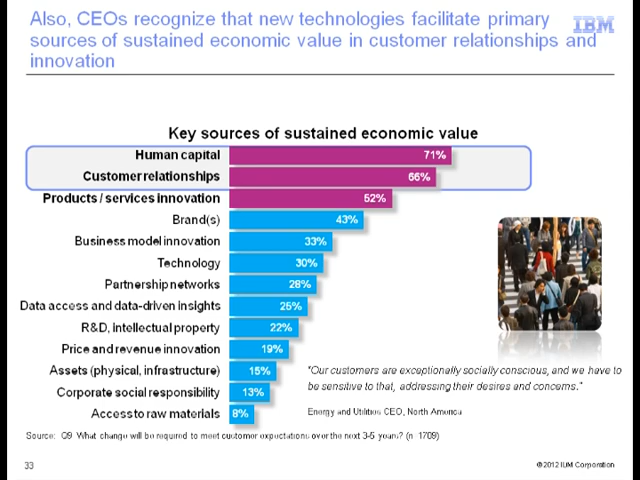 Also, CEOs recognize that new technologies facilitate primary
sources of sustained economic value in customer relationships and
innovation
IBM
Key sources of sustained economic value
Human capital 71%
Customer relationships 66%
Products / services innovation 52%
Brand(s) 43%
Business model innovation 33%
Technology 30%
Partnership networks 28%
Data access and data-driven insights 25%
R&D, intellectual property 22%
Price and revenue innovation 19%
Assets (physical, infrastructure) 15%
Corporate social responsibility 13%
Access to raw materials 8%
"Our customers are exceptionally socially conscious, and we have to
be sensitive to that, addressing their desires and concerns."
Energy and Utilities CEO, North America
Source: Q9 What change will be required to meet customer expectations over the next 3-5 years? (n 1709)
33
© 2012 IBM Corporation